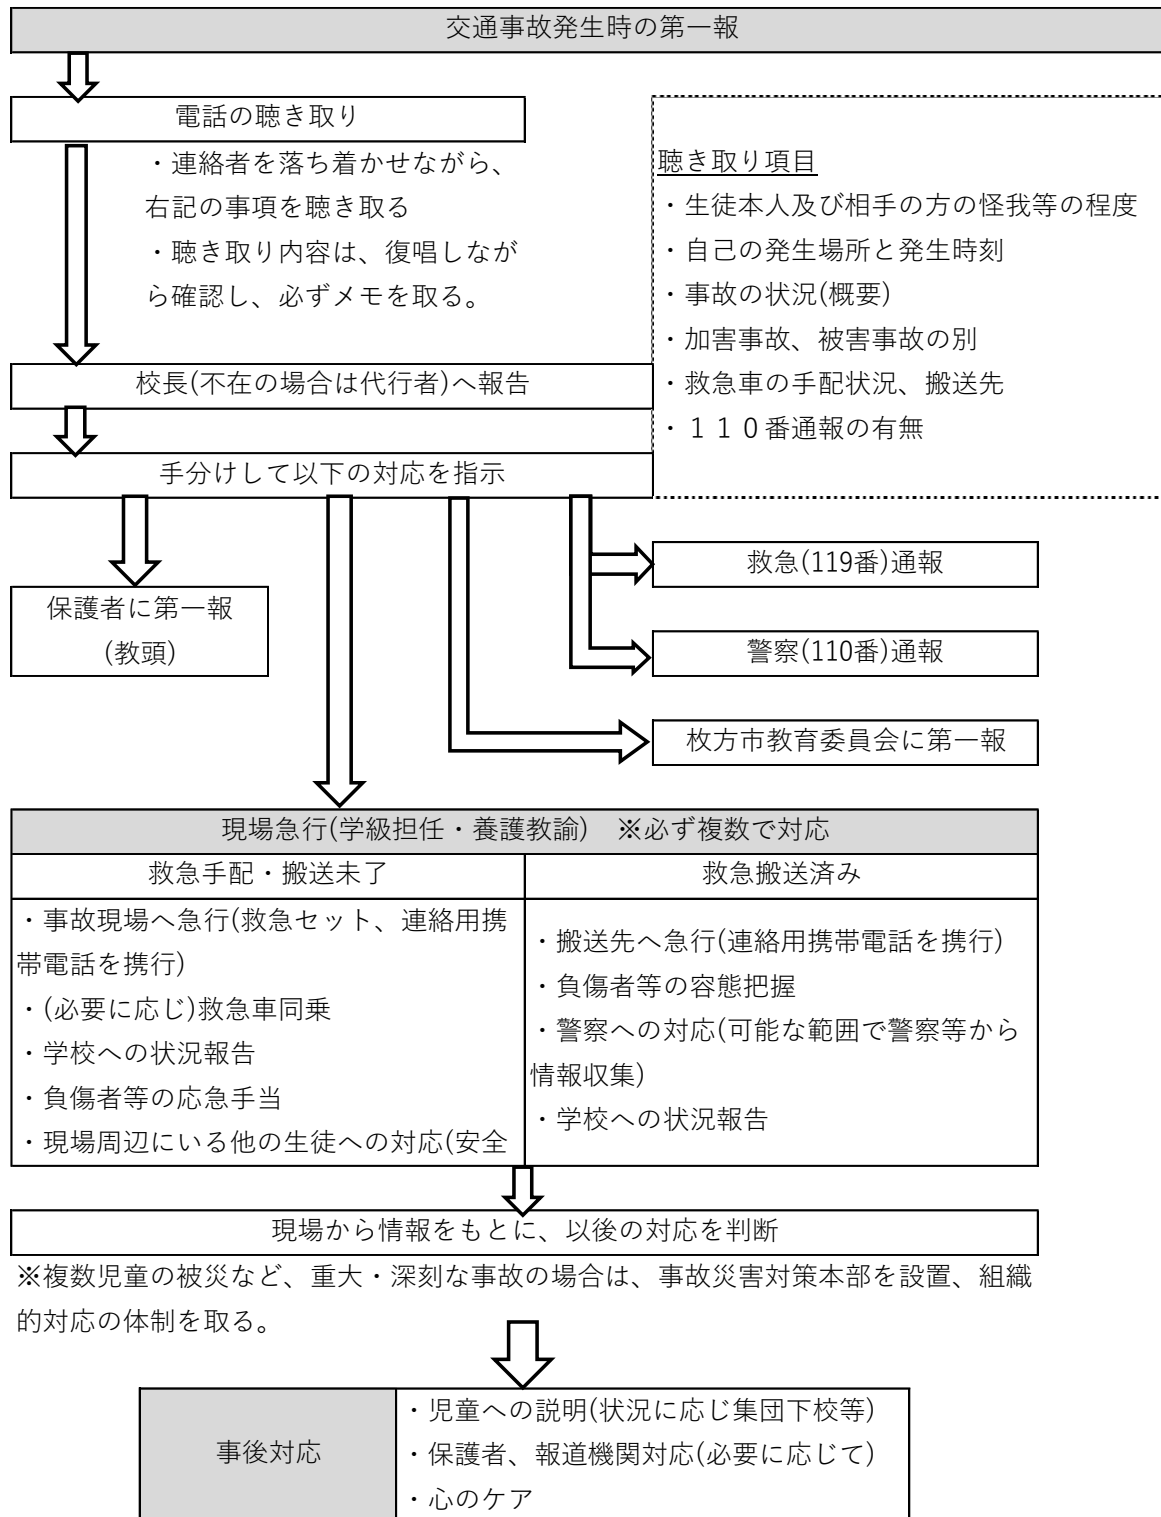 交通事故発生時の第一報
電話の聴き取り
・連絡者を落ち着かせながら、
右記の事項を聴き取る
・聴き取り内容は、復唱しなが
ら確認し、必ずメモを取る。
聴き取り項目
・生徒本人及び相手の方の怪我等の程度
・自己の発生場所と発生時刻
・事故の状況(概要)
・加害事故、被害事故の別
・救急車の手配状況、搬送先
・１１０番通報の有無
校長(不在の場合は代行者)へ報告
手分けして以下の対応を指示
救急(119番)通報
保護者に第一報
(教頭)
警察(110番)通報
枚方市教育委員会に第一報
現場急行(学級担任・養護教諭)　※必ず複数で対応
救急手配・搬送未了
・事故現場へ急行(救急セット、連絡用携
帯電話を携行)
・(必要に応じ)救急車同乗
・学校への状況報告
・負傷者等の応急手当
・現場周辺にいる他の生徒への対応(安全
救急搬送済み
・搬送先へ急行(連絡用携帯電話を携行)
・負傷者等の容態把握
・警察への対応(可能な範囲で警察等から
情報収集)
・学校への状況報告
現場から情報をもとに、以後の対応を判断
※複数児童の被災など、重大・深刻な事故の場合は、事故災害対策本部を設置、組織
的対応の体制を取る。
事後対応
・児童への説明(状況に応じ集団下校等)
・保護者、報道機関対応(必要に応じて)
・心のケア